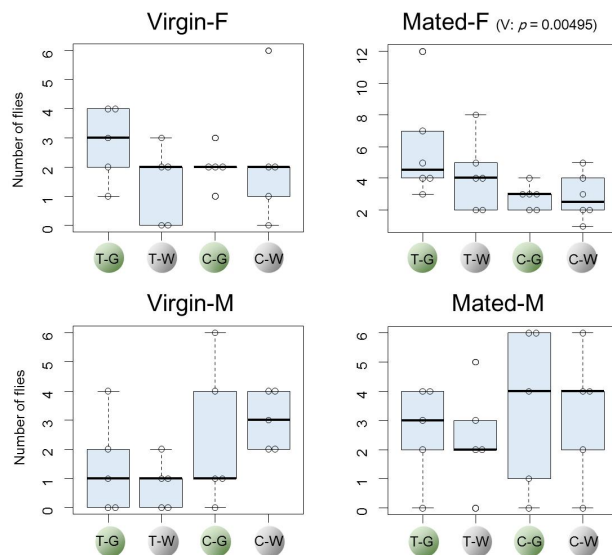 Virgin-F
Number of flies
6
5
4
3
2
1
0
T-G T-W C-G C-W
Mated-F (V: p = 0.00495)
12
10
8
6
4
2
T-G T-W C-G C-W
Virgin-M
Number of flies
6
5
4
3
2
1
0
T-G T-W C-G C-W
Mated-M
6
5
4
3
2
1
0
T-G T-W C-G C-W